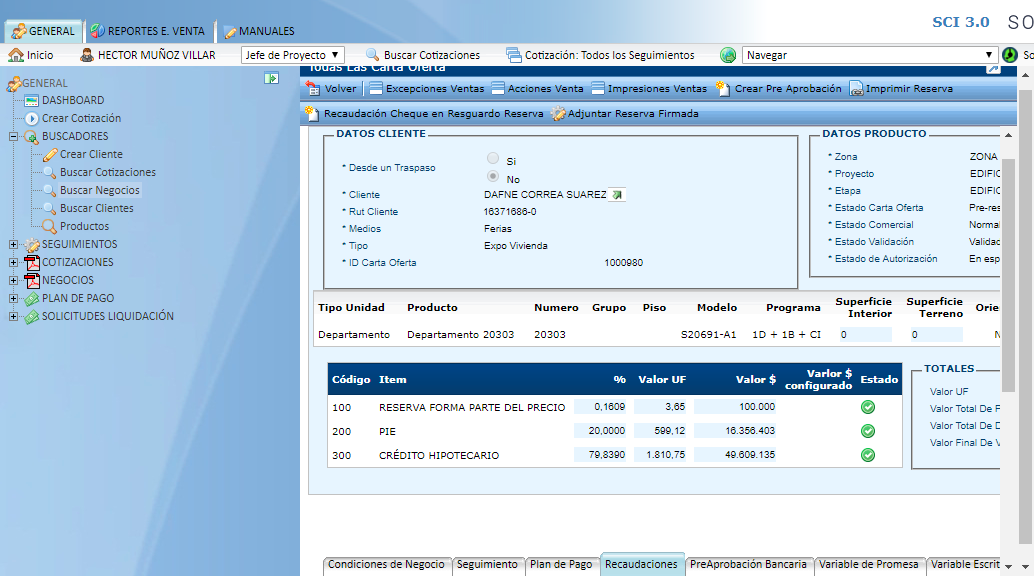 SCI 3.0 SO
GENERAL REPORTES E. VENTA MANUALES
Inicio HECTOR MUÑOZ VILLAR Jefe de Proyecto Buscar Cotizaciones Cotización: Todos los Seguimientos Navegar So
GENERAL
DASHBOARD
Crear Cotización
BUSCADORES
Crear Cliente
Buscar Cotizaciones
Buscar Negocios
Buscar Clientes
Productos
SEGUIMIENTOS
COTIZACIONES
NEGOCIOS
PLAN DE PAGO
SOLICITUDES LIQUIDACIÓN
Todas Las Carta Oferta
Volver Excepciones Ventas Acciones Venta Impresiones Ventas Crear Pre Aprobación Imprimir Reserva
Recaudación Cheque en Resguardo Reserva Adjuntar Reserva Firmada
DATOS CLIENTE
* Desde un Traspaso
Si
No
* Cliente DAFNE CORREA SUAREZ
* Rut Cliente 16371686-0
* Medios Ferias
* Tipo Expo Vivienda
* ID Carta Oferta 1000980
DATOS PRODUCTO
* Zona ZONA
* Proyecto EDIFIC
* Etapa EDIFIC
* Estado Carta Oferta Pre-res
* Estado Comercial Norma
* Estado Validación Validac
* Estado de Autorización En esp
Tipo Unidad Producto Numero Grupo Piso Modelo Programa Superficie Interior Superficie Terreno Orie
Departamento Departamento 20303 20303 S20691-A1 1D + 1B + CI 0 0 N
Código Item % Valor UF Valor $ Varlor $ configurado Estado
100 RESERVA FORMA PARTE DEL PRECIO 0,1609 3,65 100.000
200 PIE 20,0000 599,12 16.356.403
300 CRÉDITO HIPOTECARIO 79,8390 1.810,75 49.609.135
TOTALES
Valor UF
Valor Total De F
Valor Total De D
Valor Final De V
Condiciones de Negocio Seguimiento Plan de Pago Recaudaciones PreAprobación Bancaria Variable de Promesa Variable Escrit